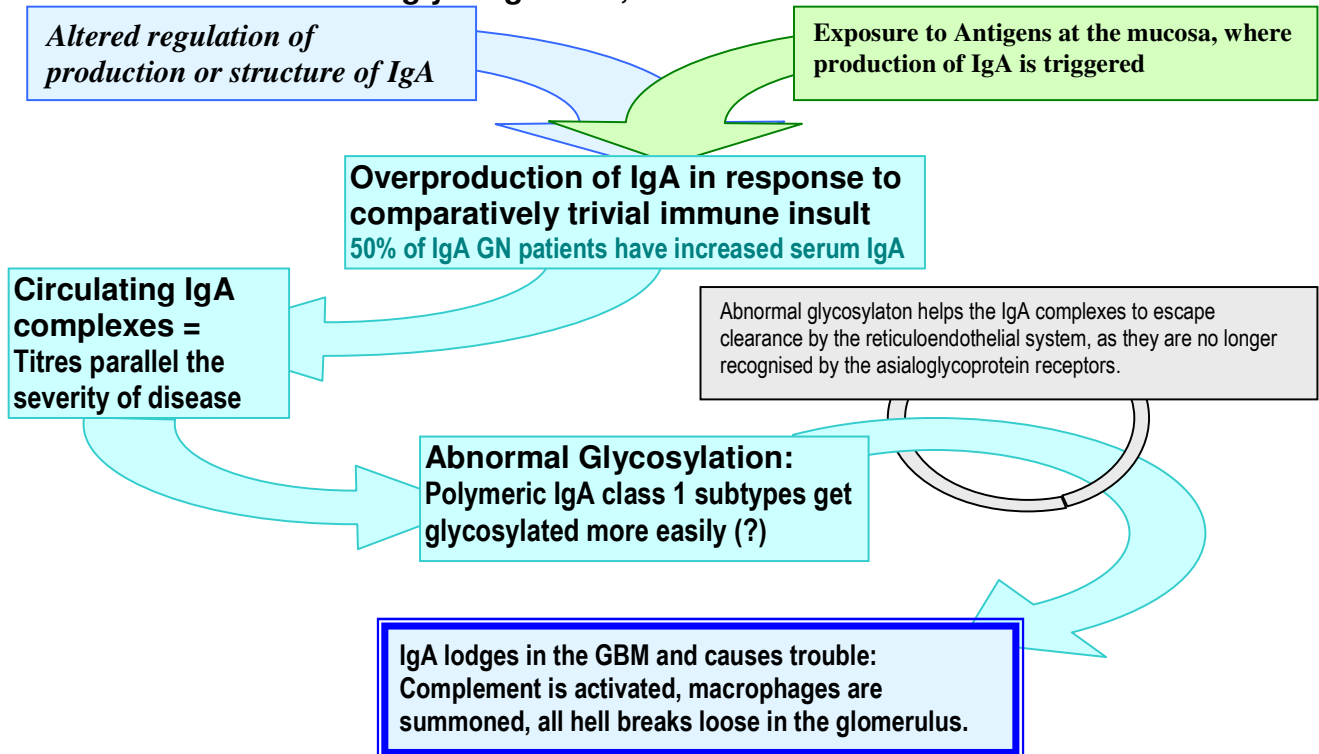 Altered regulation of
production or structure of IgA
Exposure to Antigens at the mucosa, where
production of IgA is triggered
Overproduction of IgA in response to
comparatively trivial immune insult
50% of IgA GN patients have increased serum IgA
Circulating IgA
complexes =
Titres parallel the
severity of disease
Abnormal glycosylaton helps the IgA complexes to escape
clearance by the reticuloendothelial system, as they are no longer
recognised by the asialoglycoprotein receptors.
Abnormal Glycosylation:
Polymeric IgA class 1 subtypes get
glycosylated more easily (?)
IgA lodges in the GBM and causes trouble:
Complement is activated, macrophages are
summoned, all hell breaks loose in the glomerulus.